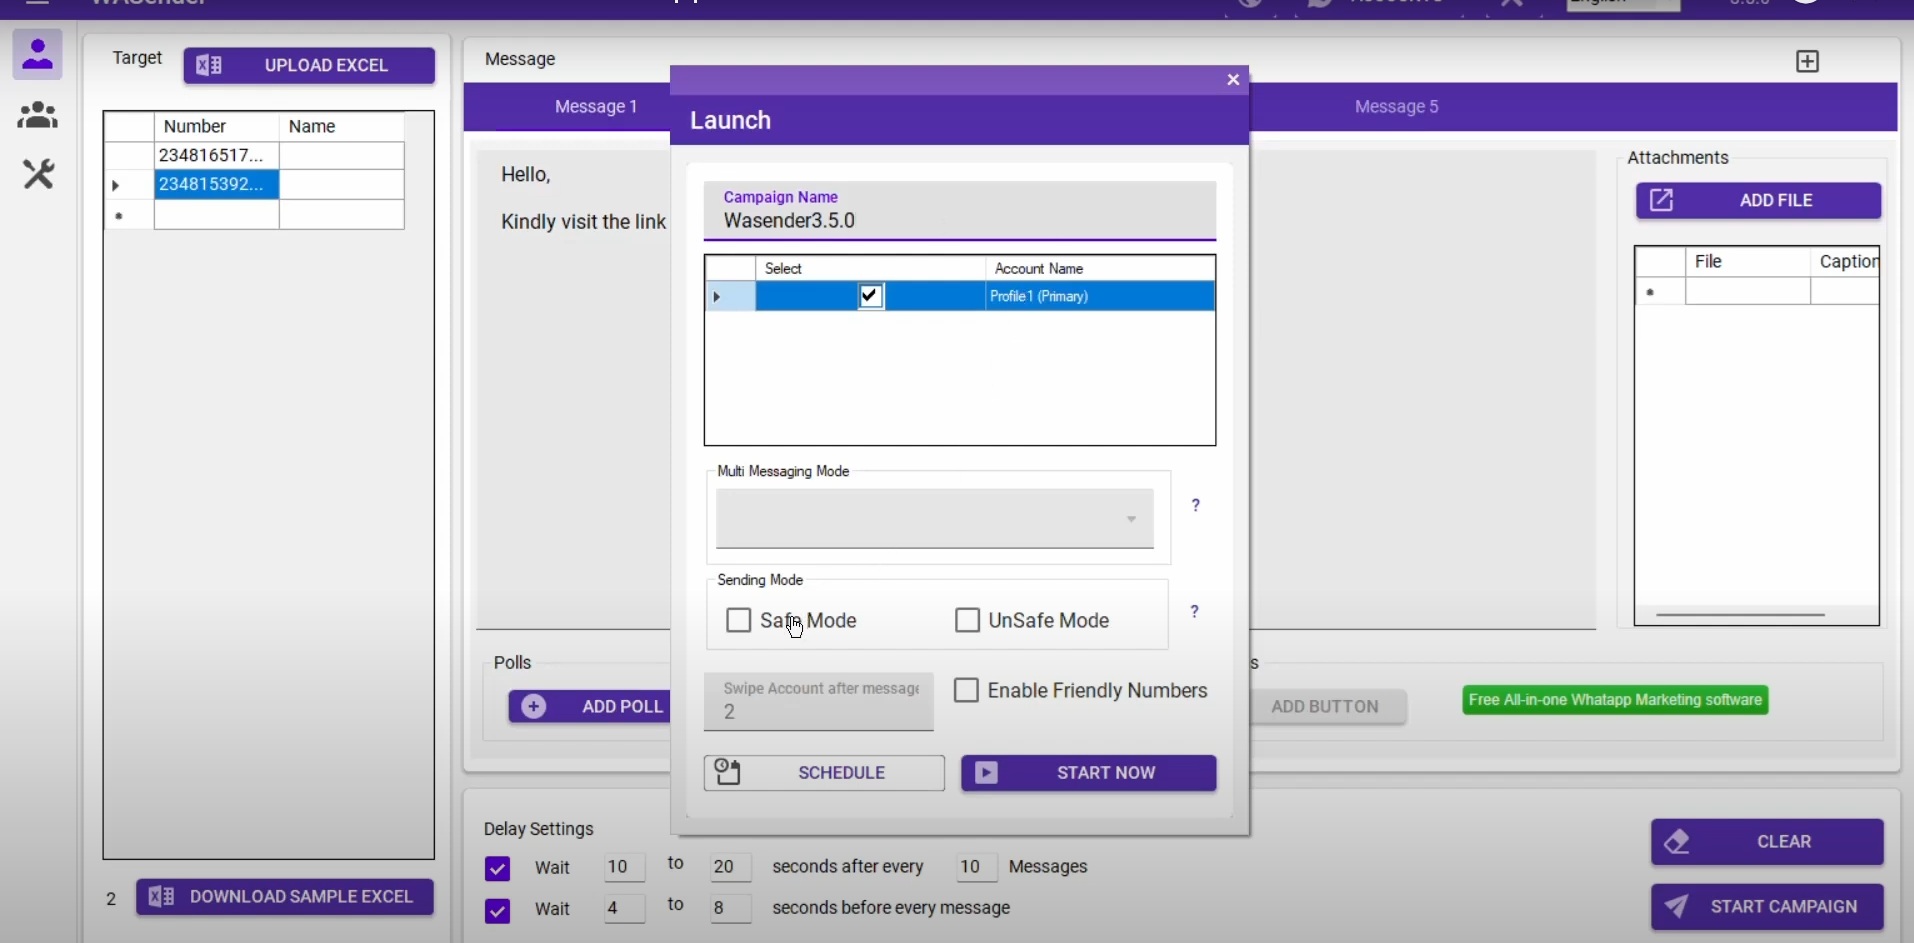 Target
UPLOAD EXCEL
Number Name
234816517...
234815392...
2
DOWNLOAD SAMPLE EXCEL
Message
Message 1
Message 5
Hello,
Kindly visit the link
Attachments
ADD FILE
File Caption
Polls
ADD POLL
ADD BUTTON
Free All-in-one Whatapp Marketing software
Launch
Campaign Name
Wasender3.5.0
Select Account Name
Profile1 (Primary)
Multi Messaging Mode
?
Sending Mode
Safe Mode UnSafe Mode
?
Swipe Account after message
2
Enable Friendly Numbers
SCHEDULE
START NOW
Delay Settings
Wait 10 to 20 seconds after every 10 Messages
Wait 4 to 8 seconds before every message
CLEAR
START CAMPAIGN